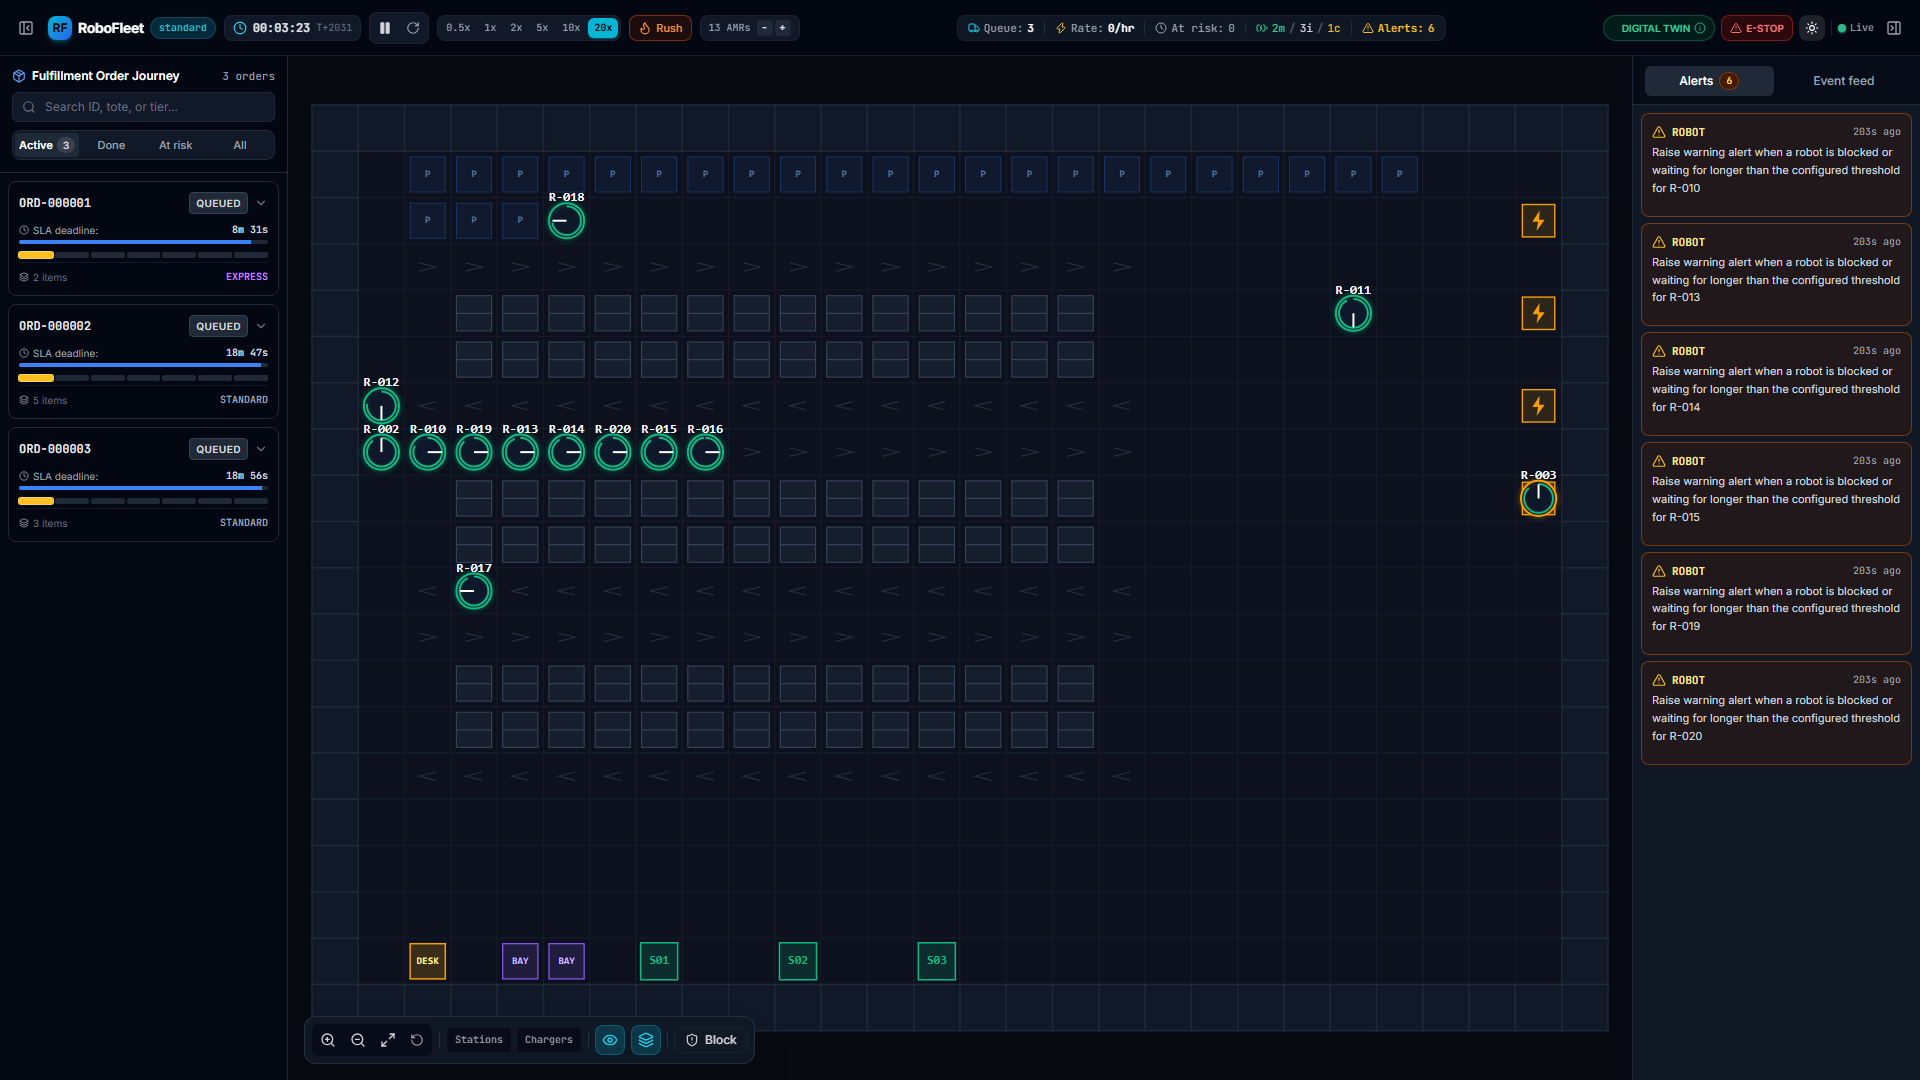 RF RoboFleet standard 00:03:23 T+2031 0.5x 1x 2x 5x 10x 20x Rush 13 AMRs - + Queue: 3 Rate: 0/hr At risk: 0 2m / 3i / 1c Alerts: 6 DIGITAL TWIN E-STOP Live
Fulfillment Order Journey 3 orders
Search ID, tote, or tier...
Active 3 Done At risk All
ORD-000001 QUEUED
SLA deadline: 8m 31s
2 items EXPRESS
ORD-000002 QUEUED
SLA deadline: 18m 47s
5 items STANDARD
ORD-000003 QUEUED
SLA deadline: 18m 56s
3 items STANDARD
P P P P P P P P P P P P P P P P P P P P P P
R-018
P P P
R-011
R-012
R-002 R-010 R-019 R-013 R-014 R-020 R-015 R-016
R-003
R-017
DESK BAY BAY S01 S02 S03
Stations Chargers Block
Alerts 6 Event feed
ROBOT 203s ago
Raise warning alert when a robot is blocked or
waiting for longer than the configured threshold
for R-010
ROBOT 203s ago
Raise warning alert when a robot is blocked or
waiting for longer than the configured threshold
for R-013
ROBOT 203s ago
Raise warning alert when a robot is blocked or
waiting for longer than the configured threshold
for R-014
ROBOT 203s ago
Raise warning alert when a robot is blocked or
waiting for longer than the configured threshold
for R-015
ROBOT 203s ago
Raise warning alert when a robot is blocked or
waiting for longer than the configured threshold
for R-019
ROBOT 203s ago
Raise warning alert when a robot is blocked or
waiting for longer than the configured threshold
for R-020